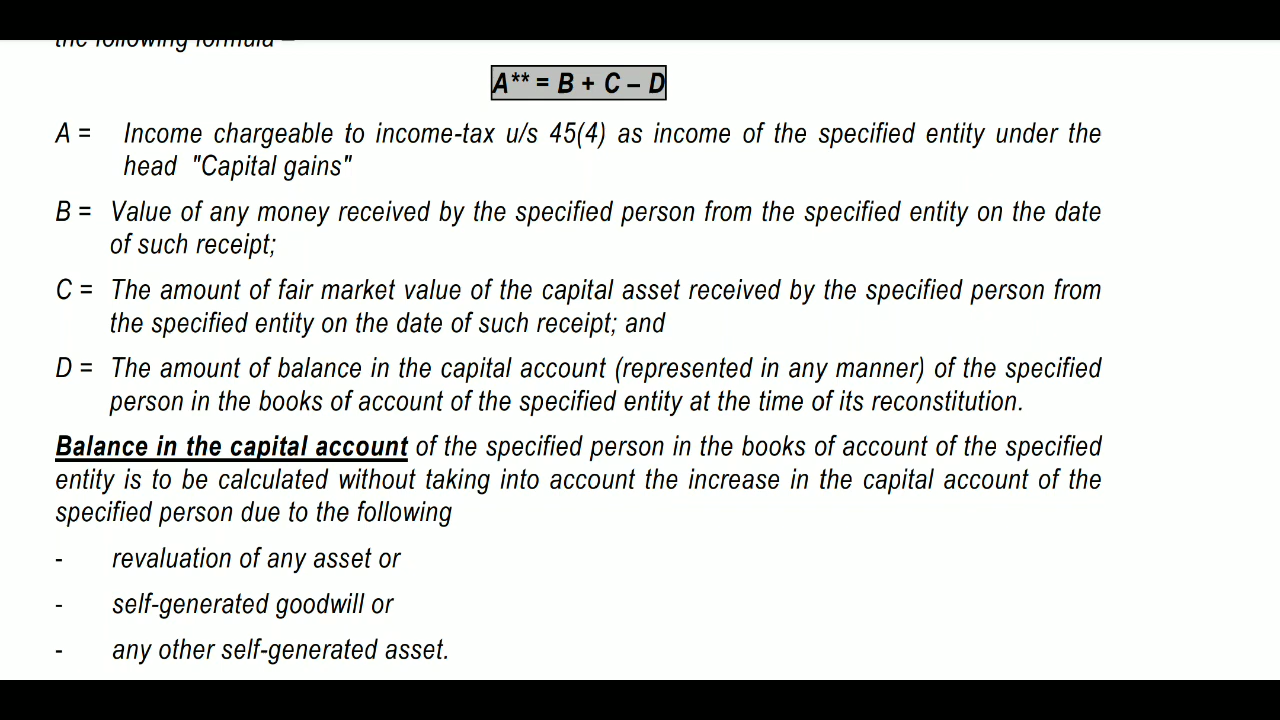 the following formula –
A** = B + C – D
A = Income chargeable to income-tax u/s 45(4) as income of the specified entity under the
head "Capital gains"
B = Value of any money received by the specified person from the specified entity on the date
of such receipt;
C = The amount of fair market value of the capital asset received by the specified person from
the specified entity on the date of such receipt; and
D = The amount of balance in the capital account (represented in any manner) of the specified
person in the books of account of the specified entity at the time of its reconstitution.
Balance in the capital account of the specified person in the books of account of the specified
entity is to be calculated without taking into account the increase in the capital account of the
specified person due to the following
- revaluation of any asset or
- self-generated goodwill or
- any other self-generated asset.